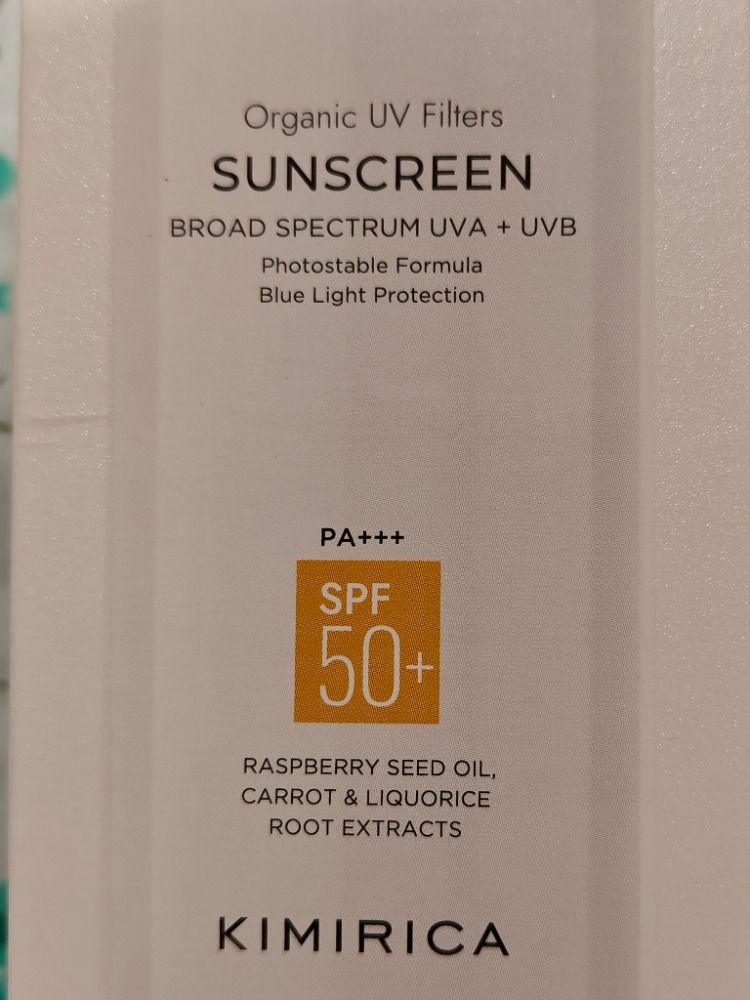 Organic UV Filters
SUNSCREEN
BROAD SPECTRUM UVA + UVB
Photostable Formula
Blue Light Protection
PA+++
SPF
50+
RASPBERRY SEED OIL,
CARROT & LIQUORICE
ROOT EXTRACTS
KIMIRICA